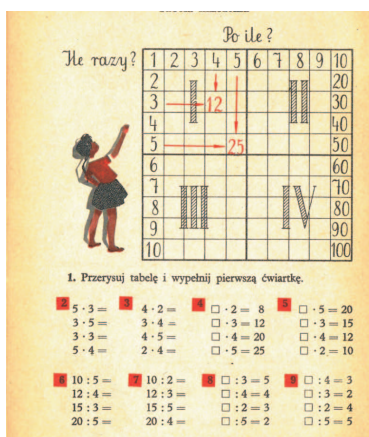 Po ile?
Ile razy?
1 2 3 4 5 6 7 8 9 10
2 20
3 12 30
4 40
5 25 50
6 60
7 70
8 80
9 90
10 100
I II
III IV
1. Przerysuj tabelę i wypełnij pierwszą ćwiartkę.
2 3 4 5
5 · 3 = 4 · 2 = □ · 2 = 8 □ · 5 = 20
3 · 5 = 3 · 4 = □ · 3 = 12 □ · 3 = 15
3 · 3 = 4 · 5 = □ · 4 = 20 □ · 4 = 12
5 · 4 = 2 · 4 = □ · 5 = 25 □ · 2 = 10
6 7 8 9
10 : 5 = 10 : 2 = □ : 3 = 5 □ : 4 = 3
12 : 4 = 12 : 3 = □ : 4 = 4 □ : 3 = 2
15 : 3 = 15 : 5 = □ : 2 = 3 □ : 2 = 4
20 : 5 = 20 : 4 = □ : 5 = 2 □ : 5 = 5